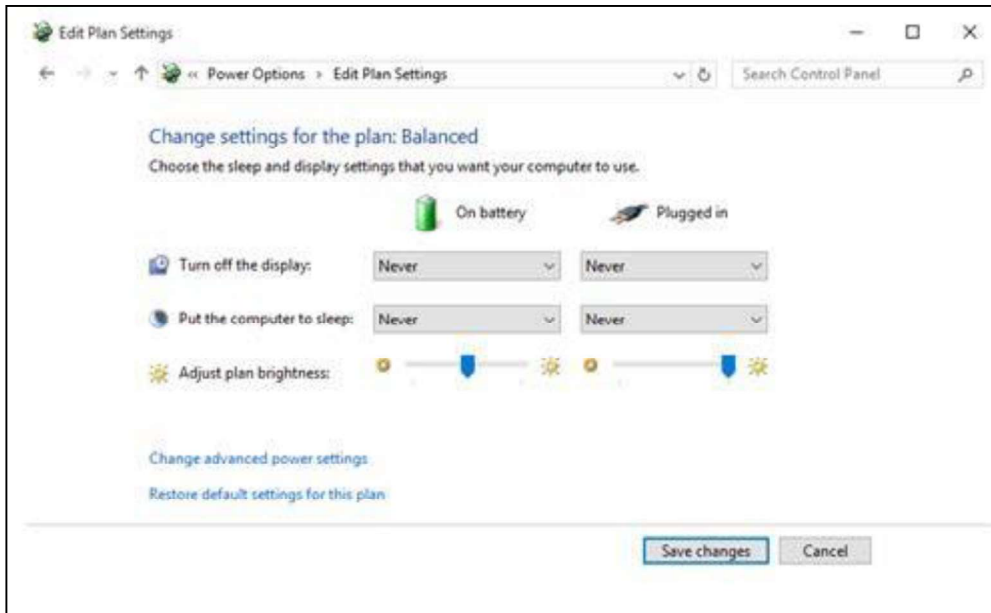 Edit Plan Settings
« Power Options › Edit Plan Settings
Search Control Panel
Change settings for the plan: Balanced
Choose the sleep and display settings that you want your computer to use.
On battery Plugged in
Turn off the display: Never Never
Put the computer to sleep: Never Never
Adjust plan brightness:
Change advanced power settings
Restore default settings for this plan
Save changes Cancel